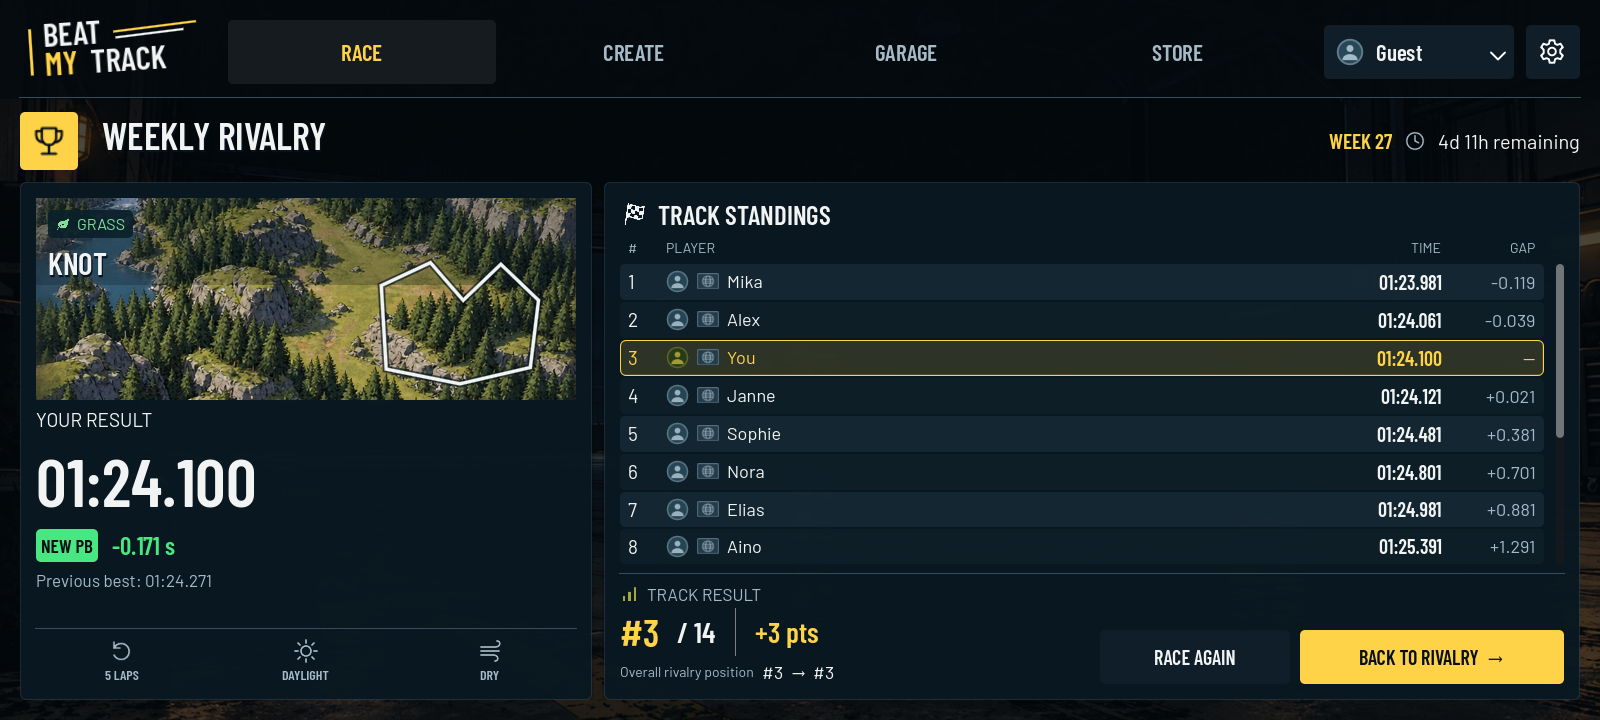 BEAT
MY TRACK
RACE
CREATE
GARAGE
STORE
Guest
WEEKLY RIVALRY
WEEK 27
4d 11h remaining
GRASS
KNOT
YOUR RESULT
01:24.100
NEW PB
-0.171 s
Previous best: 01:24.271
5 LAPS
DAYLIGHT
DRY
TRACK STANDINGS
# PLAYER TIME GAP
1 Mika 01:23.981 -0.119
2 Alex 01:24.061 -0.039
3 You 01:24.100 —
4 Janne 01:24.121 +0.021
5 Sophie 01:24.481 +0.381
6 Nora 01:24.801 +0.701
7 Elias 01:24.981 +0.881
8 Aino 01:25.391 +1.291
TRACK RESULT
#3 / 14 +3 pts
Overall rivalry position #3 → #3
RACE AGAIN
BACK TO RIVALRY →